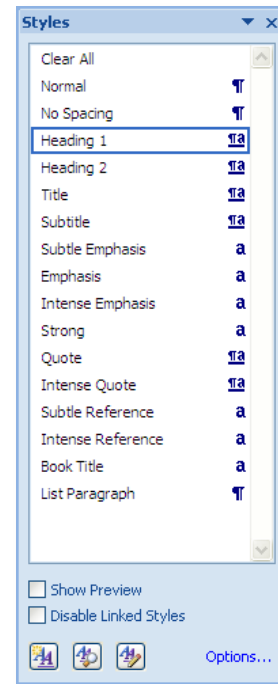 Styles
Clear All
Normal ¶
No Spacing ¶
Heading 1 ¶a
Heading 2 ¶a
Title ¶a
Subtitle ¶a
Subtle Emphasis a
Emphasis a
Intense Emphasis a
Strong a
Quote ¶a
Intense Quote ¶a
Subtle Reference a
Intense Reference a
Book Title a
List Paragraph ¶
Show Preview
Disable Linked Styles
Options...